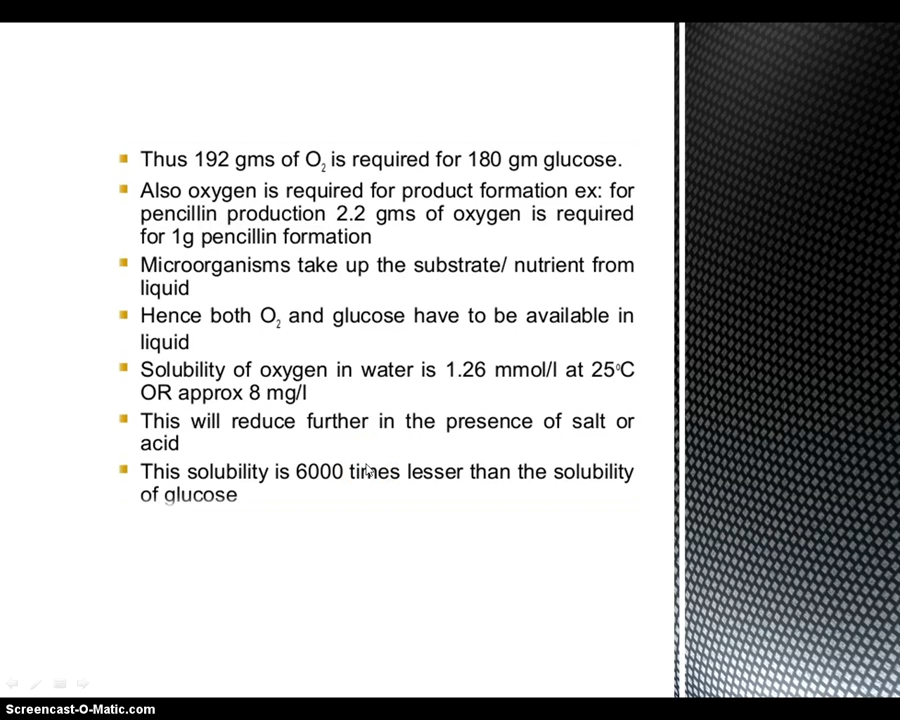 Thus 192 gms of O2 is required for 180 gm glucose.
Also oxygen is required for product formation ex: for
pencillin production 2.2 gms of oxygen is required
for 1g pencillin formation
Microorganisms take up the substrate/ nutrient from
liquid
Hence both O2 and glucose have to be available in
liquid
Solubility of oxygen in water is 1.26 mmol/l at 25⁰C
OR approx 8 mg/l
This will reduce further in the presence of salt or
acid
This solubility is 6000 times lesser than the solubility
of glucose
Screencast-O-Matic.com